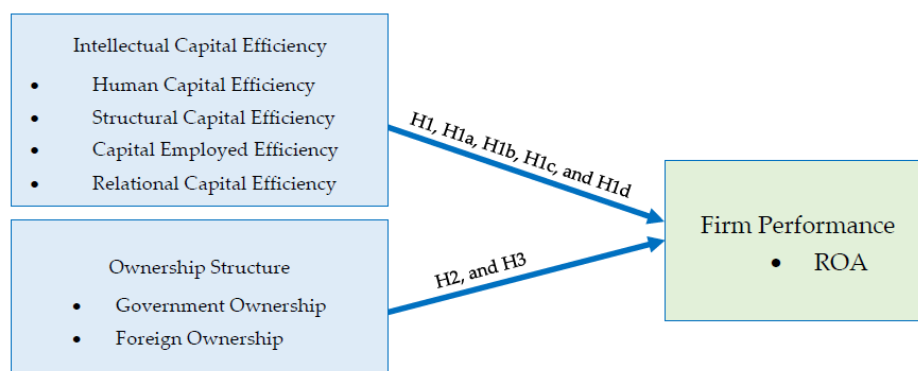 Intellectual Capital Efficiency
• Human Capital Efficiency
• Structural Capital Efficiency
• Capital Employed Efficiency
• Relational Capital Efficiency
H1, H1a, H1b, H1c, and H1d
Firm Performance
• ROA
Ownership Structure
• Government Ownership
• Foreign Ownership
H2, and H3